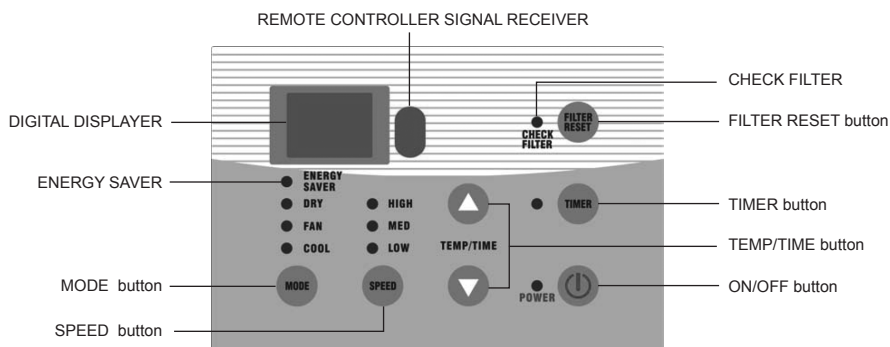 REMOTE CONTROLLER SIGNAL RECEIVER
CHECK FILTER
DIGITAL DISPLAYER
FILTER RESET button
FILTER
RESET
CHECK
FILTER
ENERGY SAVER
ENERGY
SAVER
DRY
HIGH
TIMER
TIMER button
FAN
MED
COOL
LOW
TEMP/TIME
TEMP/TIME button
MODE button
MODE
SPEED
POWER
ON/OFF button
SPEED button